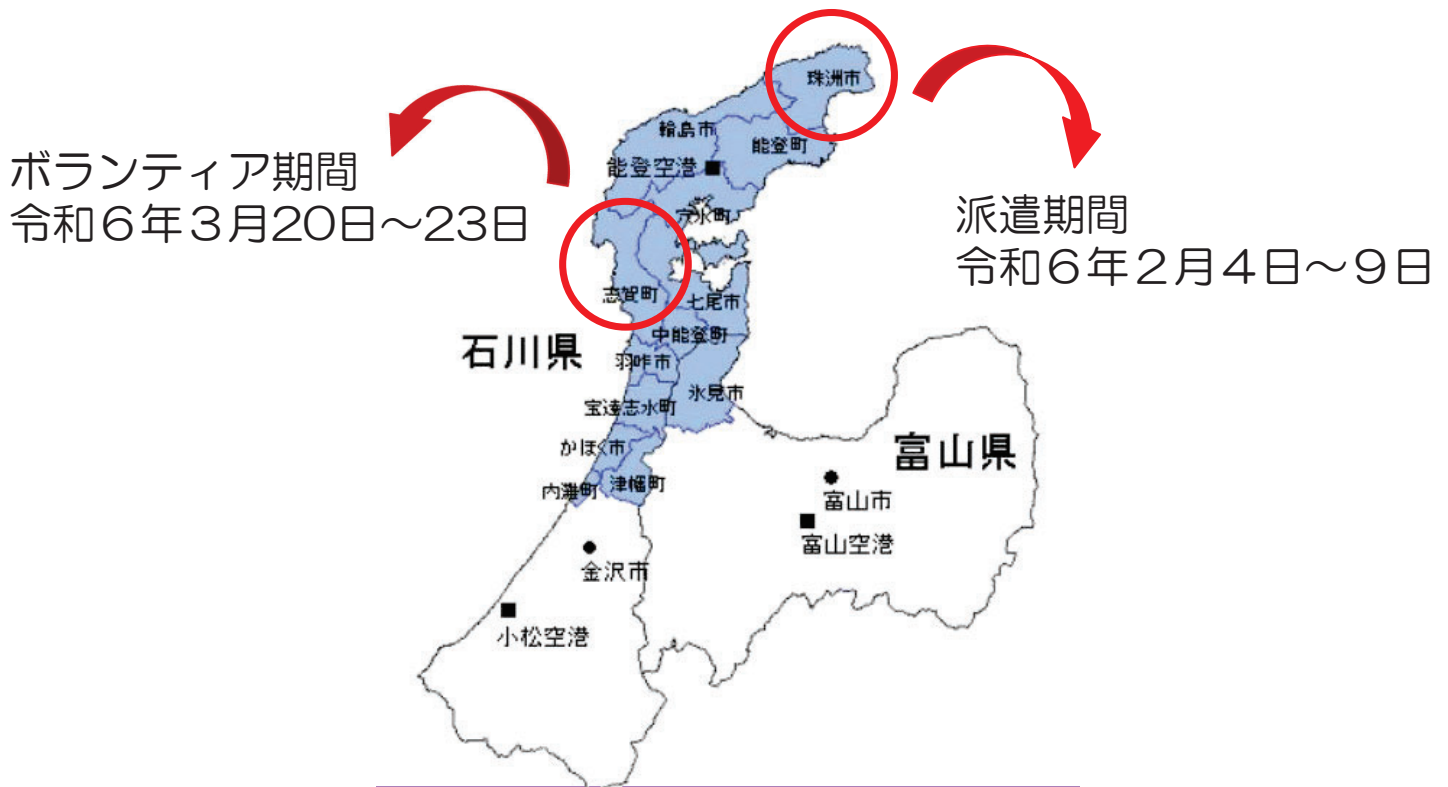 珠洲市
輪島市
能登町
能登空港
穴水町
ボランティア期間
令和6年3月20日～23日
派遣期間
令和6年2月4日～9日
志賀町
七尾市
中能登町
石川県
羽咋市
氷見市
宝達志水町
かほく市
富山県
内灘町
津幡町
富山市
富山空港
金沢市
小松空港